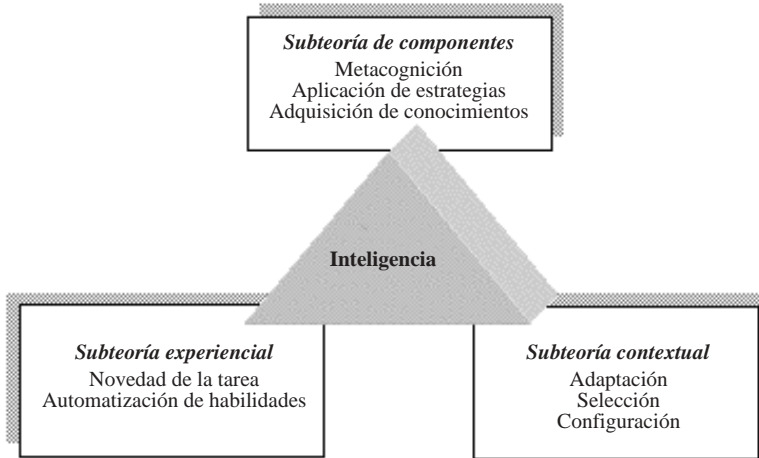 Subteoría de componentes
Metacognición
Aplicación de estrategias
Adquisición de conocimientos
Inteligencia
Subteoría experiencial
Novedad de la tarea
Automatización de habilidades
Subteoría contextual
Adaptación
Selección
Configuración